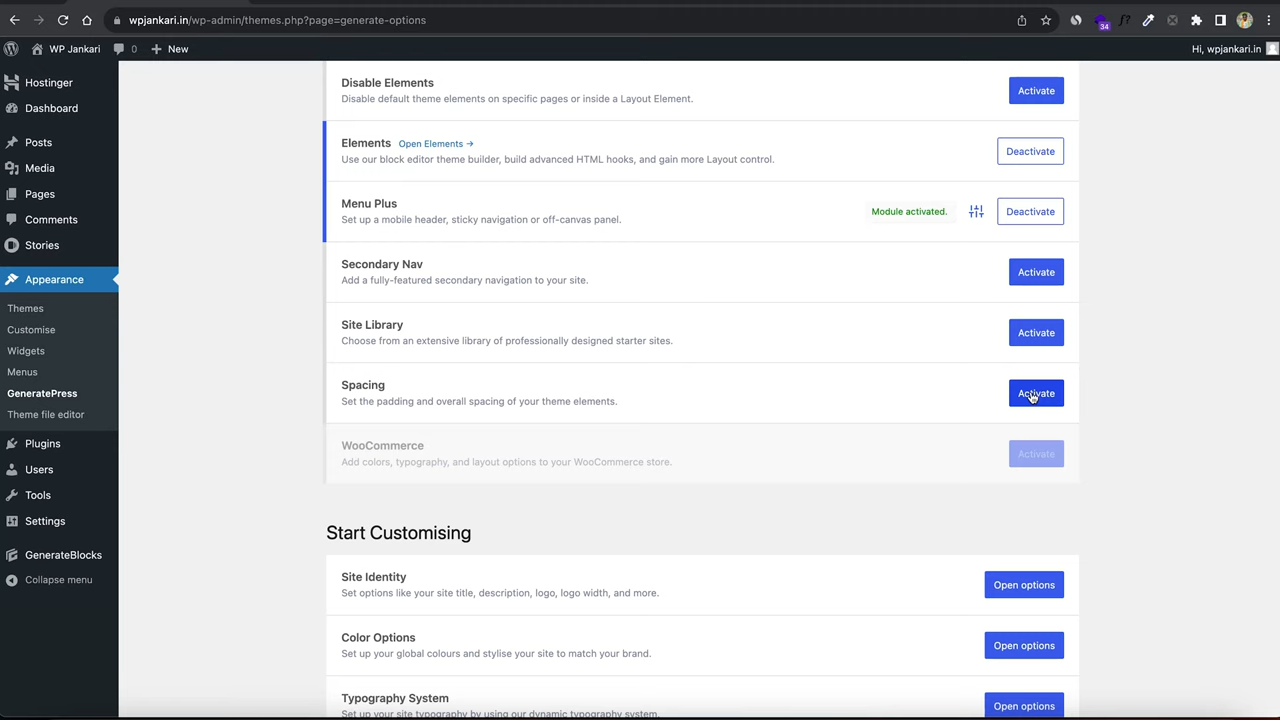 wpjankari.in/wp-admin/themes.php?page=generate-options
34
f?
WP Jankari
0
New
Hi, wpjankari.in
Hostinger
Dashboard
Posts
Media
Pages
Comments
Stories
Appearance
Themes
Customise
Widgets
Menus
GeneratePress
Theme file editor
Plugins
Users
Tools
Settings
GenerateBlocks
Collapse menu
Disable Elements
Disable default theme elements on specific pages or inside a Layout Element.
Activate
Elements Open Elements →
Use our block editor theme builder, build advanced HTML hooks, and gain more Layout control.
Deactivate
Menu Plus
Set up a mobile header, sticky navigation or off-canvas panel.
Module activated.
Deactivate
Secondary Nav
Add a fully-featured secondary navigation to your site.
Activate
Site Library
Choose from an extensive library of professionally designed starter sites.
Activate
Spacing
Set the padding and overall spacing of your theme elements.
Activate
WooCommerce
Add colors, typography, and layout options to your WooCommerce store.
Activate
Start Customising
Site Identity
Set options like your site title, description, logo, logo width, and more.
Open options
Color Options
Set up your global colours and stylise your site to match your brand.
Open options
Typography System
Set up your site typography by using our dynamic typography system.
Open options